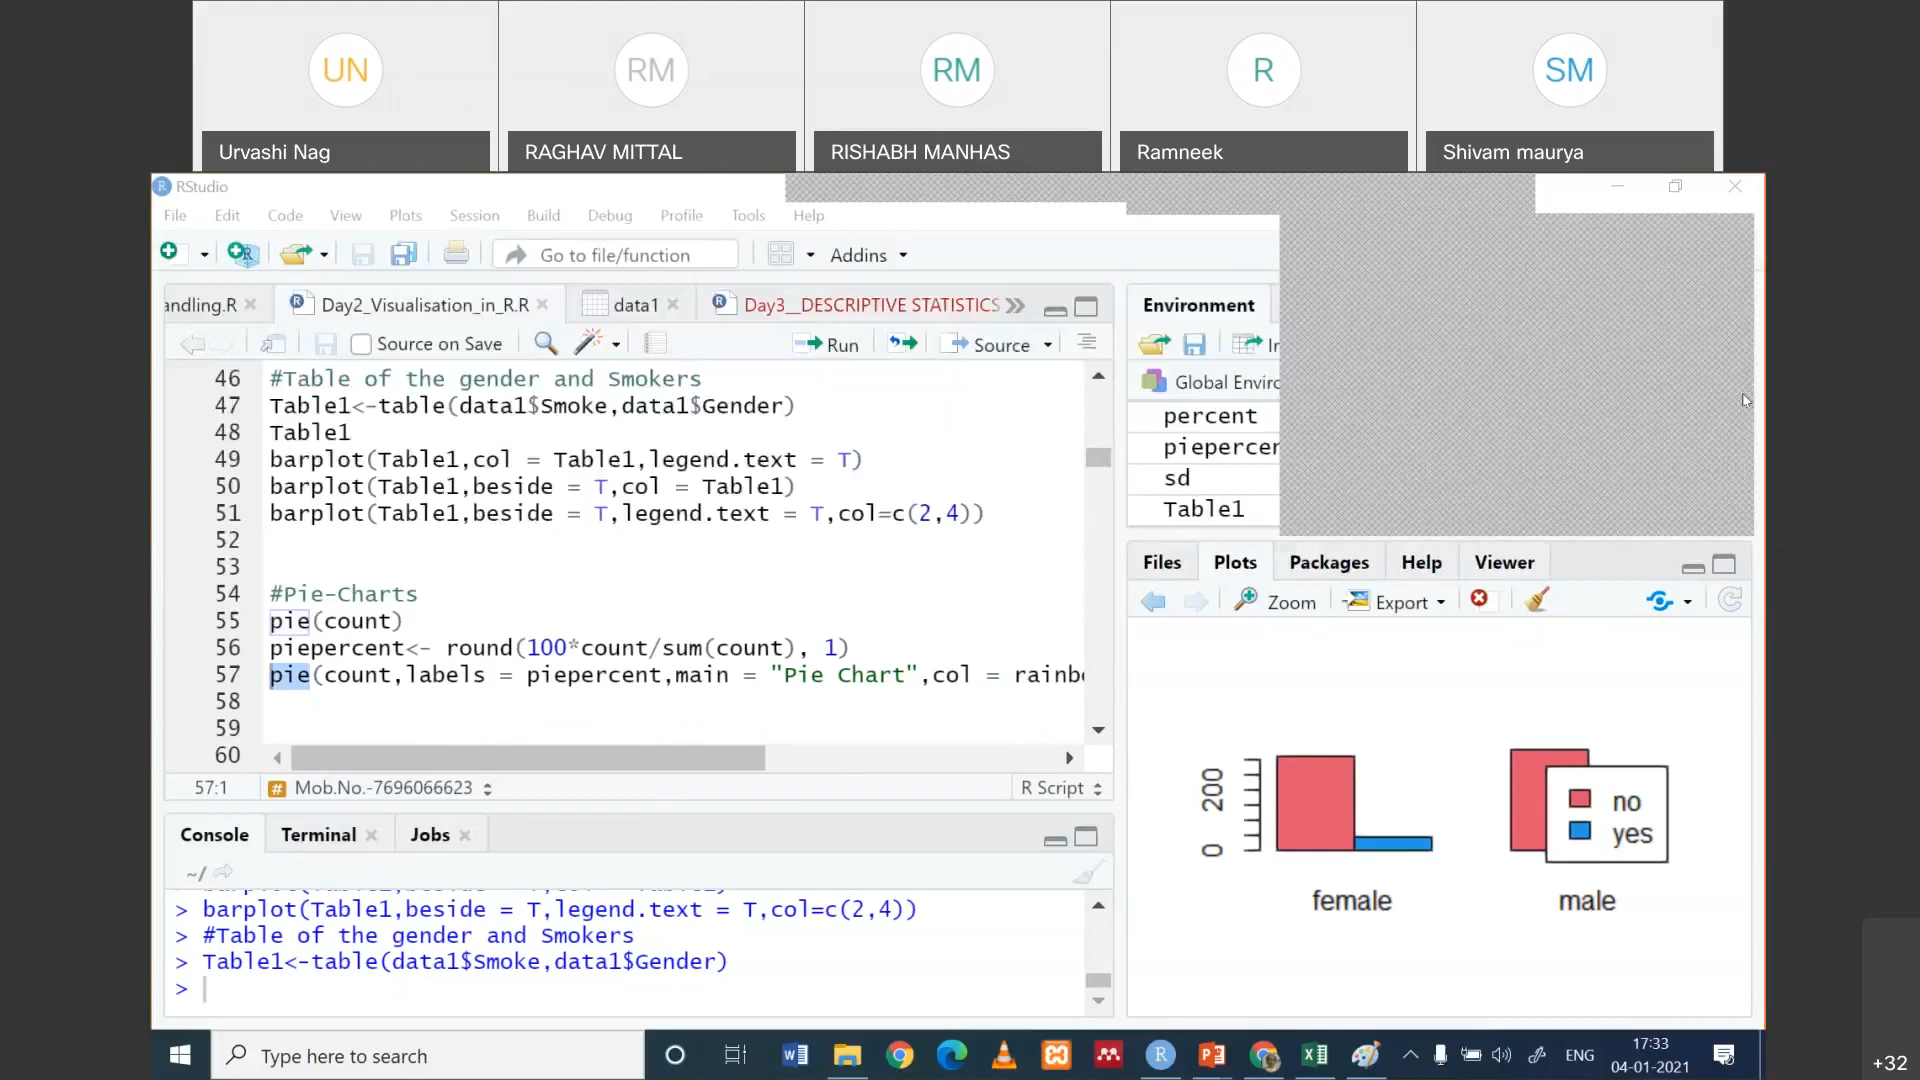 UN
RM
RM
R
SM
Urvashi Nag
RAGHAV MITTAL
RISHABH MANHAS
Ramneek
Shivam maurya
R RStudio
File Edit Code View Plots Session Build Debug Profile Tools Help
Go to file/function
Addins
andling.R
Day2_Visualisation_in_R.R
data1
Day3__DESCRIPTIVE STATISTICS
Source on Save
Run
Source
46 #Table of the gender and Smokers
47 Table1<-table(data1$Smoke,data1$Gender)
48 Table1
49 barplot(Table1,col = Table1,legend.text = T)
50 barplot(Table1,beside = T,col = Table1)
51 barplot(Table1,beside = T,legend.text = T,col=c(2,4))
52
53
54 #Pie-Charts
55 pie(count)
56 piepercent<- round(100*count/sum(count), 1)
57 pie(count,labels = piepercent,main = "Pie Chart",col = rainb
58
59
60
57:1
# Mob.No.-7696066623
R Script
Console Terminal Jobs
~/
> barplot(Table1,beside = T,legend.text = T,col=c(2,4))
> #Table of the gender and Smokers
> Table1<-table(data1$Smoke,data1$Gender)
>
Environment
Global Enviro
percent
piepercen
sd
Table1
Files Plots Packages Help Viewer
Zoom Export
200
0
no
yes
female
male
Type here to search
ENG
17:33
04-01-2021
+32